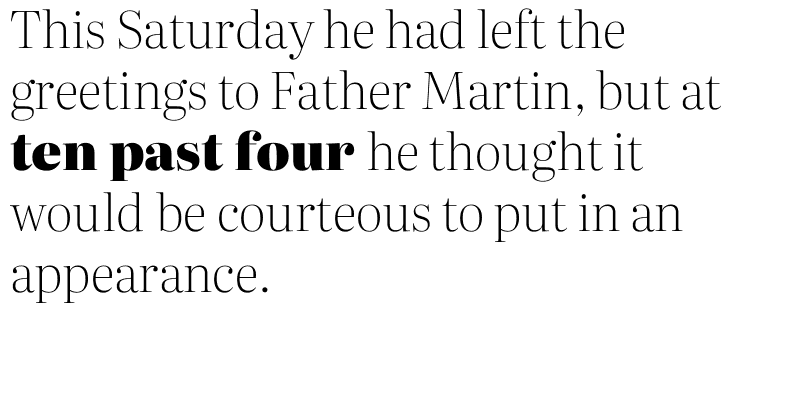 This Saturday he had left the
greetings to Father Martin, but at
ten past four he thought it
would be courteous to put in an
appearance.